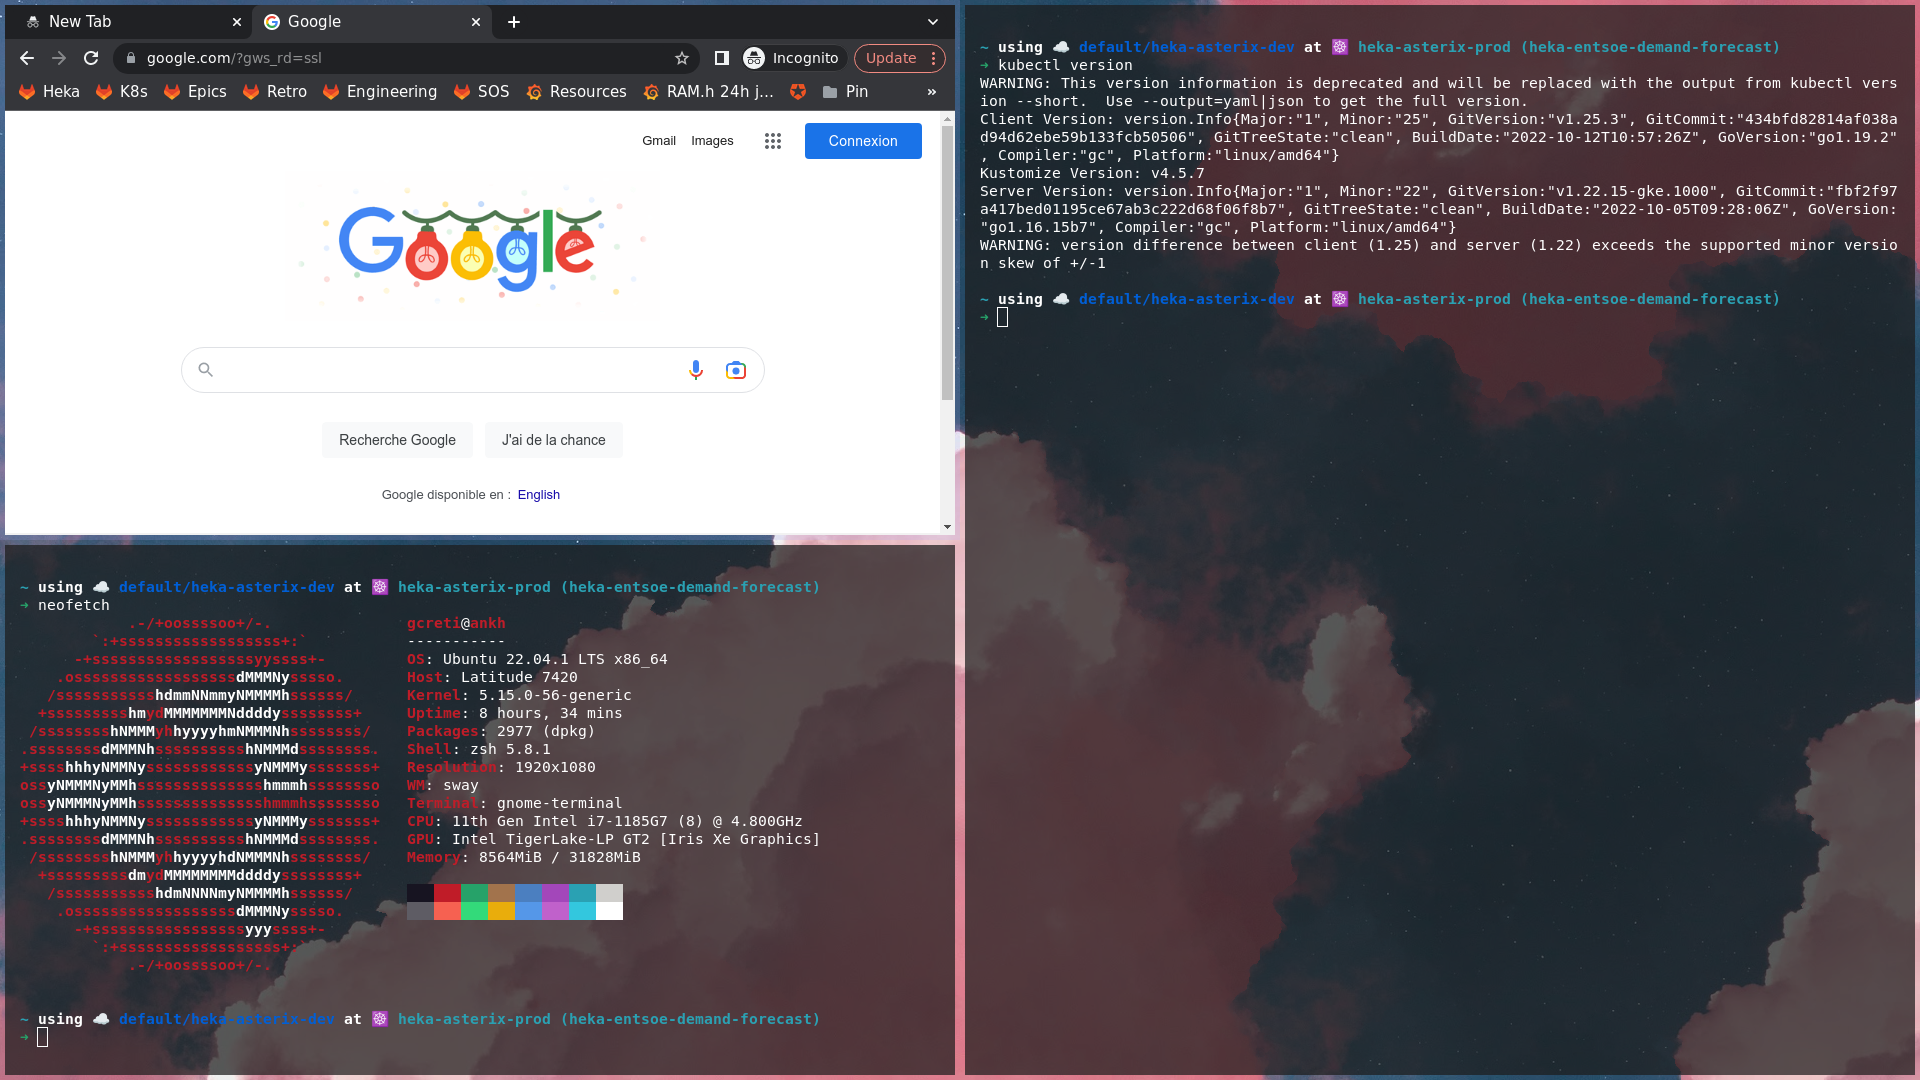 New Tab
Google
google.com/?gws_rd=ssl
Incognito
Update
Heka
K8s
Epics
Retro
Engineering
SOS
Resources
RAM.h 24h j...
Pin
»
Gmail
Images
Connexion
Google
Recherche Google
J'ai de la chance
Google disponible en : English
~ using ☁️ default/heka-asterix-dev at ☸ heka-asterix-prod (heka-entsoe-demand-forecast)
➜ neofetch
.-/+oossssoo+/-.
`:+ssssssssssssssssss+:`
-+ssssssssssssssssssyyssss+-
.ossssssssssssssssssdMMMNysssso.
/ssssssssssshdmmNNmmyNMMMMhssssss/
+ssssssssshmydMMMMMMMNddddyssssssss+
/sssssssshNMMMyhhyyyyhmNMMMNhssssssss/
.ssssssssdMMMNhsssssssssshNMMMdssssssss.
+sssshhhyNMMNyssssssssssssyNMMMysssssss+
ossyNMMMNyMMhsssssssssssssshmmmhssssssso
ossyNMMMNyMMhsssssssssssssshmmmhssssssso
+sssshhhyNMMNyssssssssssssyNMMMysssssss+
.ssssssssdMMMNhsssssssssshNMMMdssssssss.
/sssssssshNMMMyhhyyyyhdNMMMNhssssssss/
+sssssssssdmydMMMMMMMMddddyssssssss+
/ssssssssssshdmNNNNmyNMMMMhssssss/
.ossssssssssssssssssdMMMNysssso.
-+sssssssssssssssssyyyssss+-
`:+ssssssssssssssssss+:`
.-/+oossssoo+/-.
gcreti@ankh
-----------
OS: Ubuntu 22.04.1 LTS x86_64
Host: Latitude 7420
Kernel: 5.15.0-56-generic
Uptime: 8 hours, 34 mins
Packages: 2977 (dpkg)
Shell: zsh 5.8.1
Resolution: 1920x1080
WM: sway
Terminal: gnome-terminal
CPU: 11th Gen Intel i7-1185G7 (8) @ 4.800GHz
GPU: Intel TigerLake-LP GT2 [Iris Xe Graphics]
Memory: 8564MiB / 31828MiB
~ using ☁️ default/heka-asterix-dev at ☸ heka-asterix-prod (heka-entsoe-demand-forecast)
➜
~ using ☁️ default/heka-asterix-dev at ☸ heka-asterix-prod (heka-entsoe-demand-forecast)
➜ kubectl version
WARNING: This version information is deprecated and will be replaced with the output from kubectl vers
ion --short.  Use --output=yaml|json to get the full version.
Client Version: version.Info{Major:"1", Minor:"25", GitVersion:"v1.25.3", GitCommit:"434bfd82814af038a
d94d62ebe59b133fcb50506", GitTreeState:"clean", BuildDate:"2022-10-12T10:57:26Z", GoVersion:"go1.19.2"
, Compiler:"gc", Platform:"linux/amd64"}
Kustomize Version: v4.5.7
Server Version: version.Info{Major:"1", Minor:"22", GitVersion:"v1.22.15-gke.1000", GitCommit:"fbf2f97
a417bed01195ce67ab3c222d68f06f8b7", GitTreeState:"clean", BuildDate:"2022-10-05T09:28:06Z", GoVersion:
"go1.16.15b7", Compiler:"gc", Platform:"linux/amd64"}
WARNING: version difference between client (1.25) and server (1.22) exceeds the supported minor versio
n skew of +/-1
~ using ☁️ default/heka-asterix-dev at ☸ heka-asterix-prod (heka-entsoe-demand-forecast)
➜